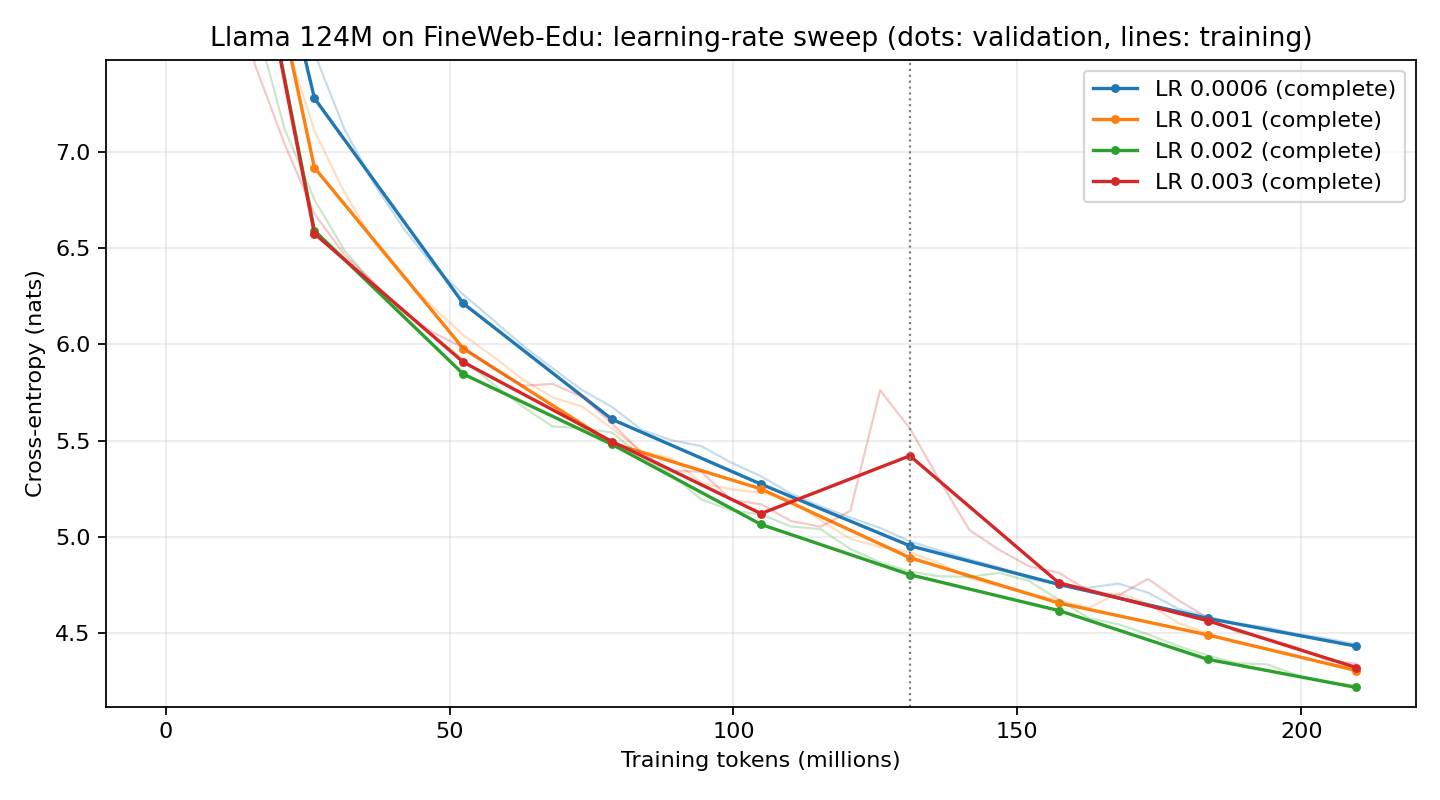 Llama 124M on FineWeb-Edu: learning-rate sweep (dots: validation, lines: training)
LR 0.0006 (complete)
LR 0.001 (complete)
LR 0.002 (complete)
LR 0.003 (complete)
Cross-entropy (nats)
7.0
6.5
6.0
5.5
5.0
4.5
0 50 100 150 200
Training tokens (millions)